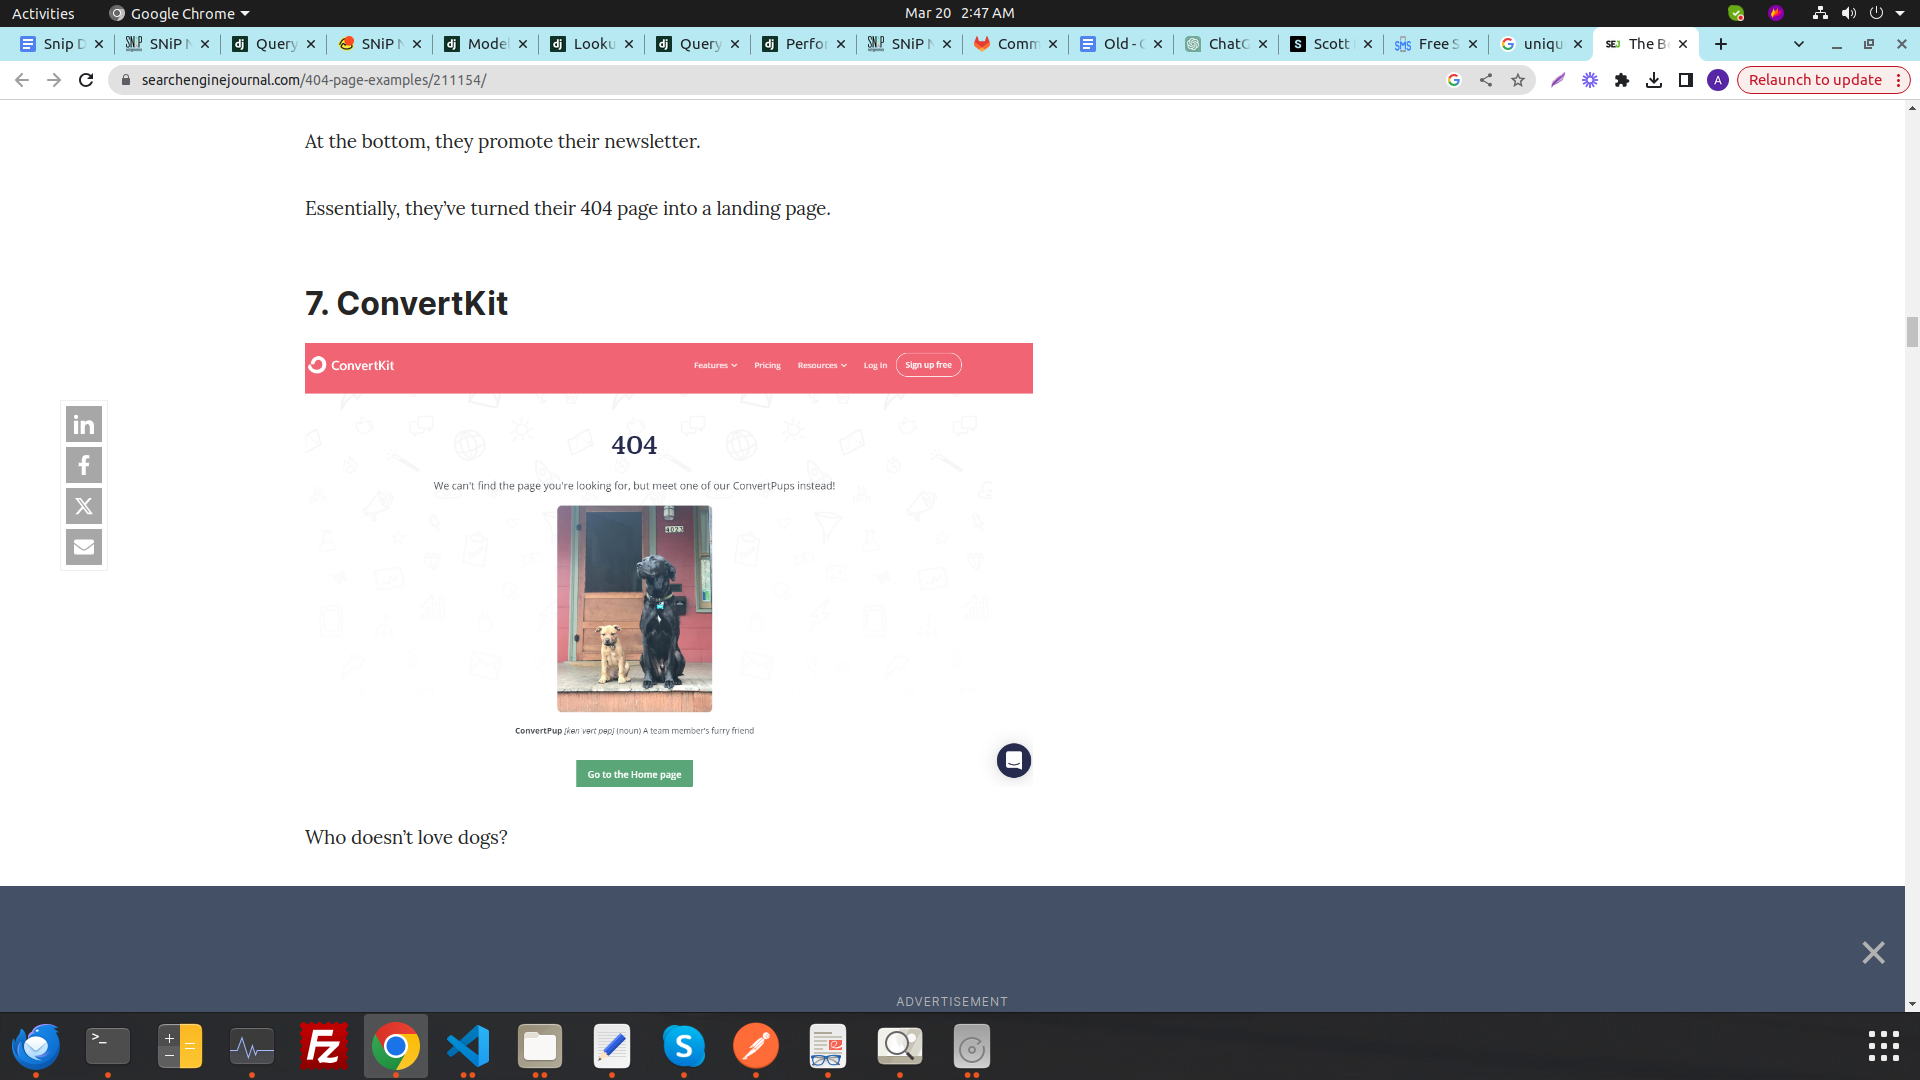 Activities
Google Chrome
Mar 20 2:47 AM
Snip D
SNiP N
Query
SNiP N
Model
Looku
Query
Perfor
SNiP N
Comm
Old - C
ChatG
Scott
Free S
uniqu
The Be
searchenginejournal.com/404-page-examples/211154/
A
Relaunch to update
At the bottom, they promote their newsletter.
Essentially, they’ve turned their 404 page into a landing page.
7. ConvertKit
ConvertKit
Features
Pricing
Resources
Log In
Sign up free
404
We can't find the page you're looking for, but meet one of our ConvertPups instead!
4023
ConvertPup [kən vərt pəp] (noun) A team member's furry friend
Go to the Home page
Who doesn’t love dogs?
ADVERTISEMENT